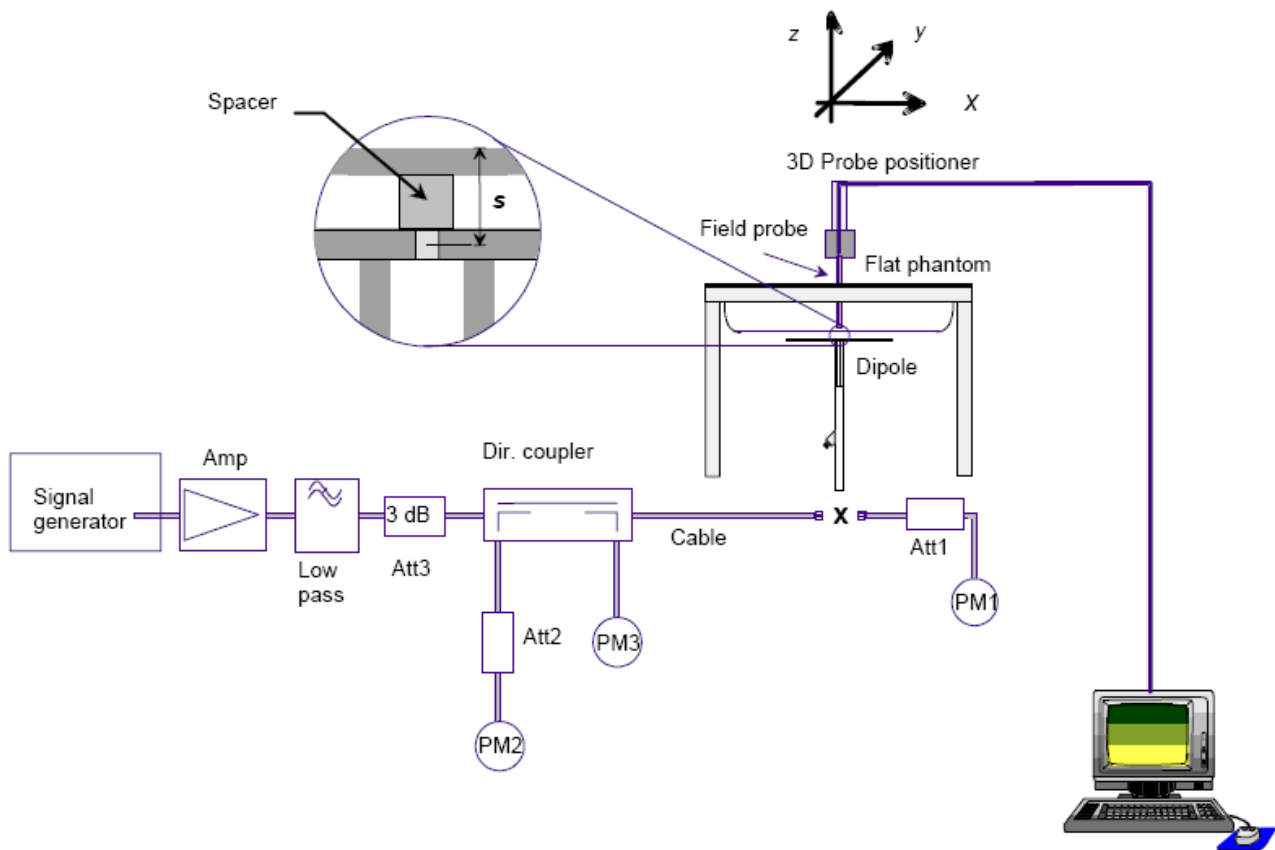 z
y
X
Spacer
s
3D Probe positioner
Field probe
Flat phantom
Dipole
Signal
generator
Amp
Low
pass
3 dB
Att3
Dir. coupler
Cable
X
Att1
PM1
Att2
PM3
PM2